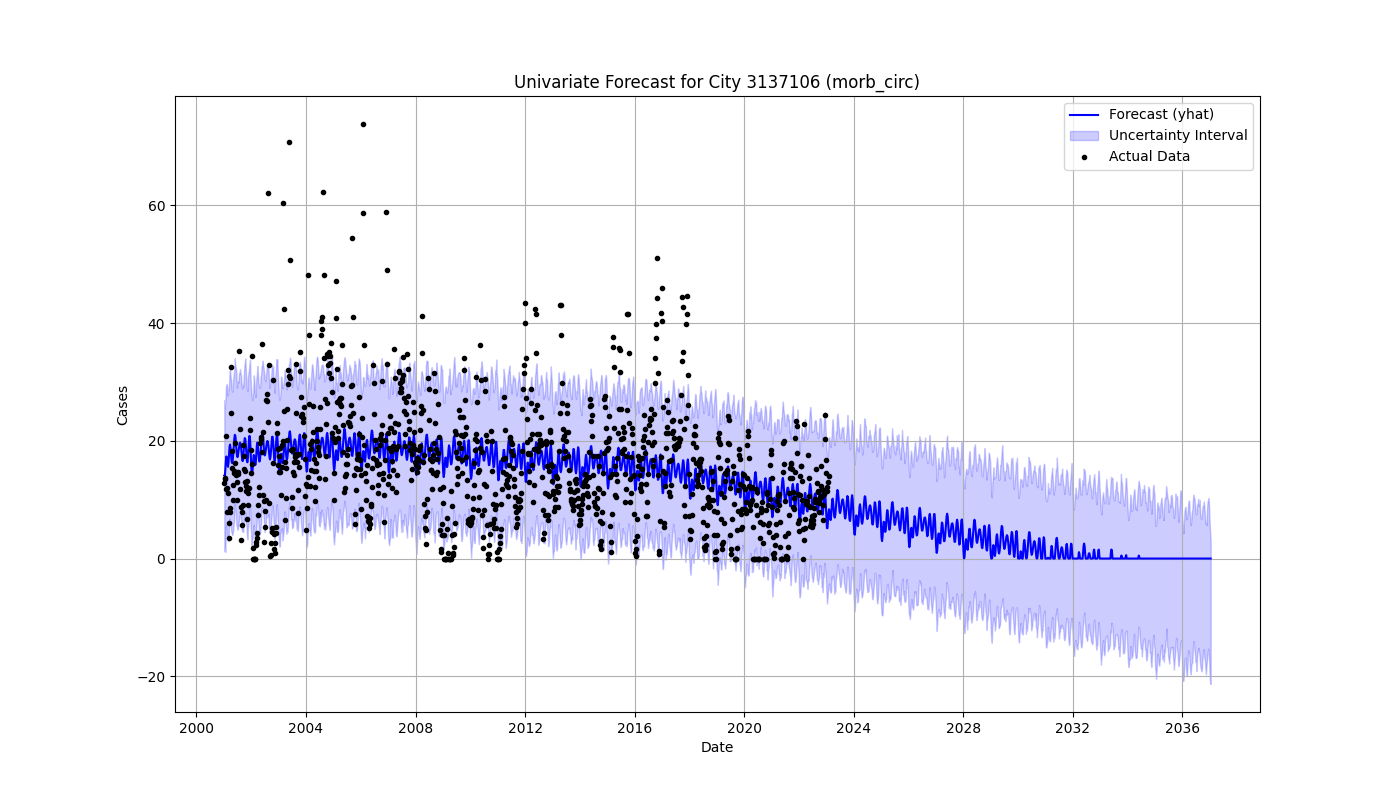 Univariate Forecast for City 3137106 (morb_circ)
Forecast (yhat)
Uncertainty Interval
Actual Data
Cases
60
40
20
0
−20
2000 2004 2008 2012 2016 2020 2024 2028 2032 2036
Date